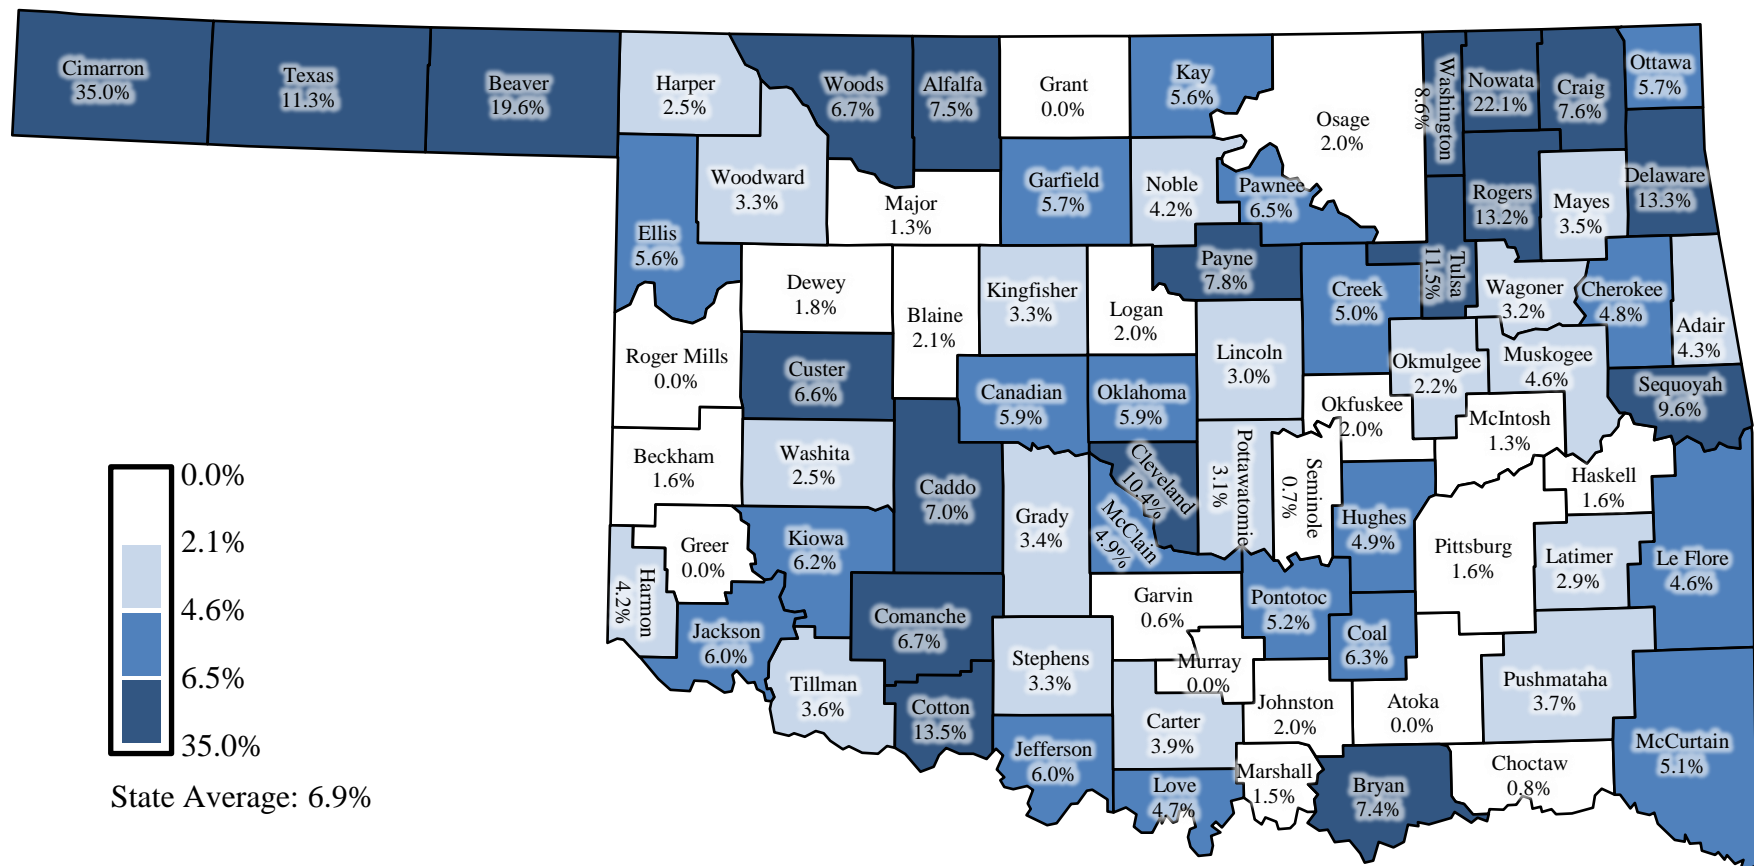 Cimarron
35.0%
Texas
11.3%
Beaver
19.6%
Harper
2.5%
Woods
6.7%
Alfalfa
7.5%
Grant
0.0%
Kay
5.6%
Osage
2.0%
Washington
8.6%
Nowata
22.1%
Craig
7.6%
Ottawa
5.7%
Woodward
3.3%
Major
1.3%
Garfield
5.7%
Noble
4.2%
Pawnee
6.5%
Rogers
13.2%
Mayes
3.5%
Delaware
13.3%
Ellis
5.6%
Dewey
1.8%
Blaine
2.1%
Kingfisher
3.3%
Logan
2.0%
Payne
7.8%
Creek
5.0%
Tulsa
11.5%
Wagoner
3.2%
Cherokee
4.8%
Adair
4.3%
Roger Mills
0.0%
Custer
6.6%
Canadian
5.9%
Oklahoma
5.9%
Lincoln
3.0%
Okmulgee
2.2%
Muskogee
4.6%
Sequoyah
9.6%
Okfuskee
2.0%
McIntosh
1.3%
Beckham
1.6%
Washita
2.5%
Caddo
7.0%
Grady
3.4%
Cleveland
10.4%
McClain
4.9%
Pottawatomie
3.1%
Seminole
0.7%
Hughes
4.9%
Haskell
1.6%
Greer
0.0%
Kiowa
6.2%
Pittsburg
1.6%
Latimer
2.9%
Le Flore
4.6%
Harmon
4.2%
Jackson
6.0%
Comanche
6.7%
Garvin
0.6%
Pontotoc
5.2%
Coal
6.3%
Tillman
3.6%
Cotton
13.5%
Stephens
3.3%
Murray
0.0%
Johnston
2.0%
Atoka
0.0%
Pushmataha
3.7%
Carter
3.9%
Jefferson
6.0%
Love
4.7%
Marshall
1.5%
Bryan
7.4%
Choctaw
0.8%
McCurtain
5.1%
0.0%
2.1%
4.6%
6.5%
35.0%
State Average: 6.9%